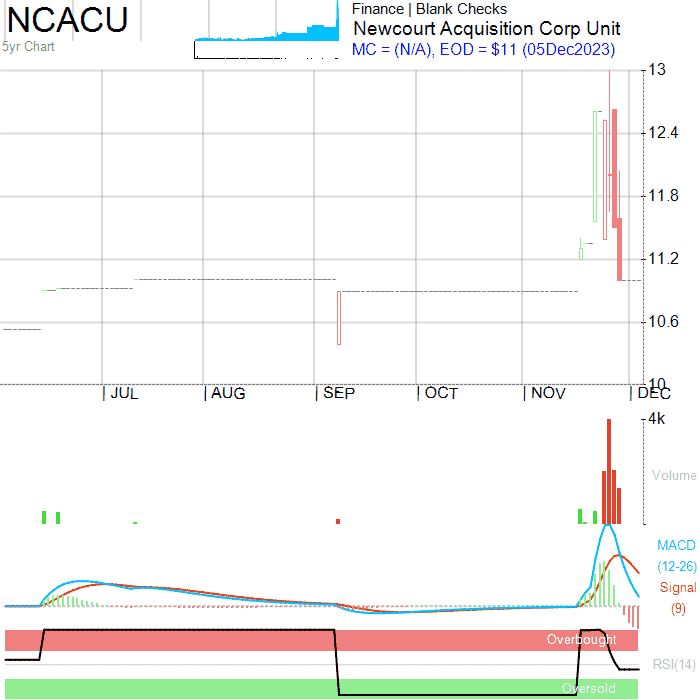 NCACU
5yr Chart
Finance | Blank Checks
Newcourt Acquisition Corp Unit
MC = (N/A), EOD = $11 (05Dec2023)
13
12.4
11.8
11.2
10.6
10
| JUL | AUG | SEP | OCT | NOV | DEC
4k
Volume
MACD
(12-26)
Signal
(9)
Overbought
RSI(14)
Oversold